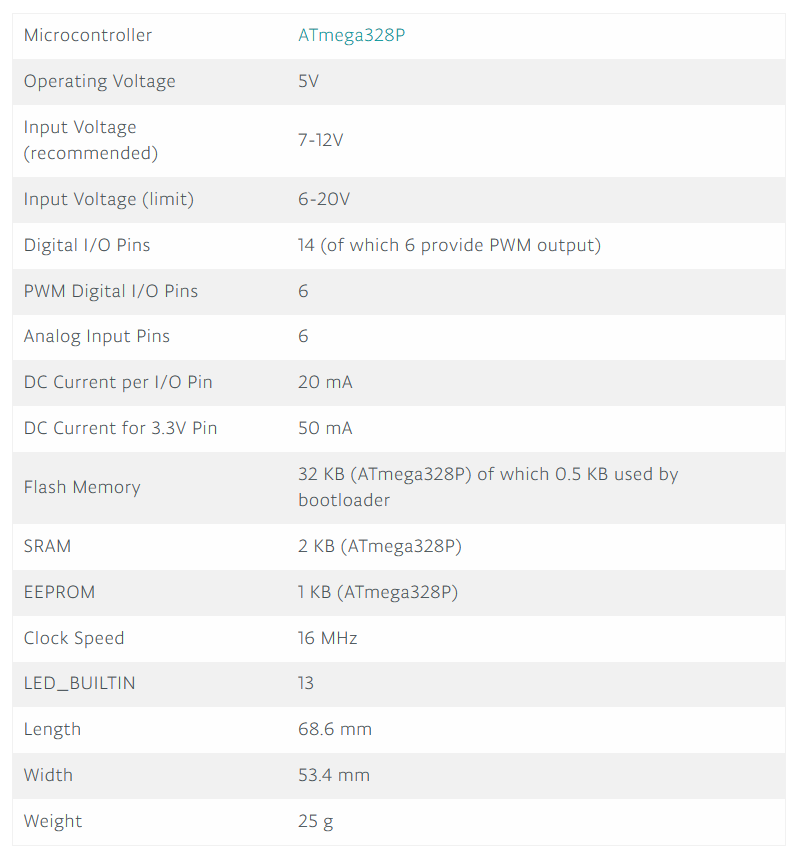 Microcontroller ATmega328P
Operating Voltage 5V
Input Voltage
(recommended) 7-12V
Input Voltage (limit) 6-20V
Digital I/O Pins 14 (of which 6 provide PWM output)
PWM Digital I/O Pins 6
Analog Input Pins 6
DC Current per I/O Pin 20 mA
DC Current for 3.3V Pin 50 mA
Flash Memory 32 KB (ATmega328P) of which 0.5 KB used by
bootloader
SRAM 2 KB (ATmega328P)
EEPROM 1 KB (ATmega328P)
Clock Speed 16 MHz
LED_BUILTIN 13
Length 68.6 mm
Width 53.4 mm
Weight 25 g